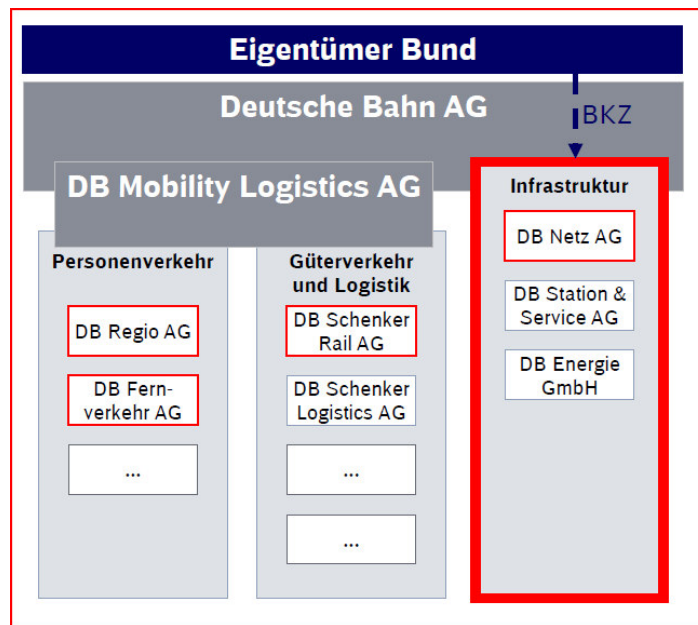 Eigentümer Bund
Deutsche Bahn AG
BKZ
DB Mobility Logistics AG
Personenverkehr
DB Regio AG
DB Fern-
verkehr AG
...
Güterverkehr
und Logistik
DB Schenker
Rail AG
DB Schenker
Logistics AG
...
...
Infrastruktur
DB Netz AG
DB Station &
Service AG
DB Energie
GmbH